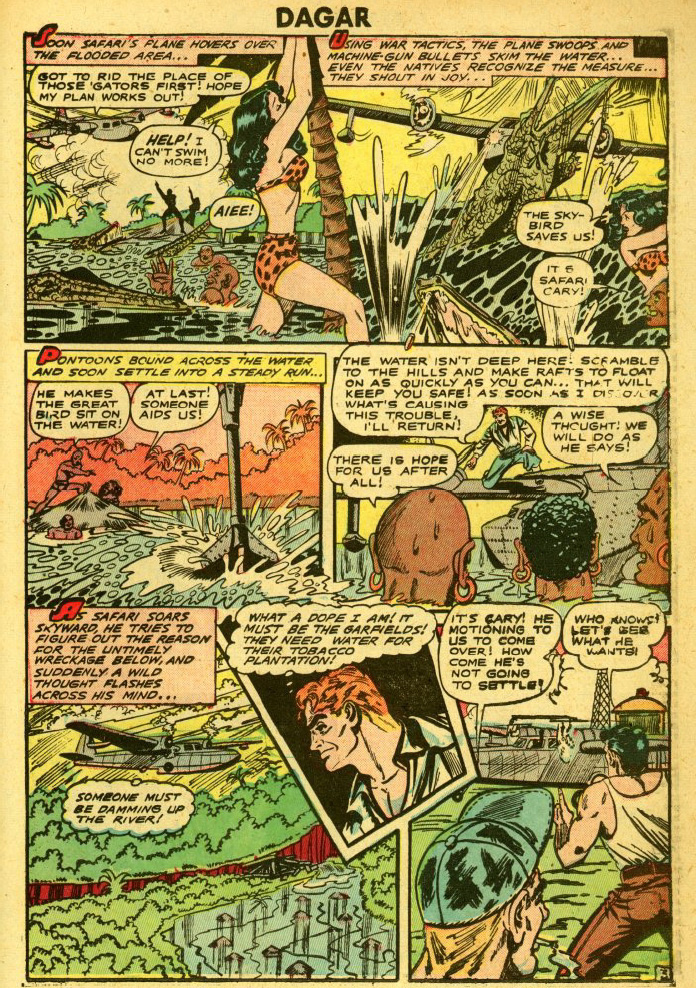 DAGAR
SOON SAFARI'S PLANE HOVERS OVER
THE FLOODED AREA...
GOT TO RID THE PLACE OF
THOSE 'GATORS FIRST! HOPE
MY PLAN WORKS OUT!
HELP! I
CAN'T SWIM
NO MORE!
AIEE!
USING WAR TACTICS, THE PLANE SWOOPS AND
MACHINE-GUN BULLETS SKIM THE WATER...
EVEN THE NATIVES RECOGNIZE THE MEASURE...
THEY SHOUT IN JOY...
THE SKY-
BIRD
SAVES US!
IT S
SAFARI
CARY!
PONTOONS BOUND ACROSS THE WATER
AND SOON SETTLE INTO A STEADY RUN...
HE MAKES
THE GREAT
BIRD SIT ON
THE WATER!
AT LAST!
SOMEONE
AIDS US!
THE WATER ISN'T DEEP HERE! SCRAMBLE
TO THE HILLS AND MAKE RAFTS TO FLOAT
ON AS QUICKLY AS YOU CAN... THAT WILL
KEEP YOU SAFE! AS SOON AS I DISCOVER
WHAT'S CAUSING
THIS TROUBLE,
I'LL RETURN!
THERE IS HOPE
FOR US AFTER
ALL!
A WISE
THOUGHT! WE
WILL DO AS
HE SAYS!
AS SAFARI SOARS
SKYWARD, HE TRIES TO
FIGURE OUT THE REASON
FOR THE UNTIMELY
WRECKAGE BELOW, AND
SUDDENLY A WILD
THOUGHT FLASHES
ACROSS HIS MIND...
SOMEONE MUST
BE DAMMING UP
THE RIVER!
WHAT A DOPE I AM! IT
MUST BE THE GARFIELDS!
THEY NEED WATER FOR
THEIR TOBACCO
PLANTATION!
IT'S CARY! HE
MOTIONING TO
US TO COME
OVER! HOW
COME HE'S
NOT GOING
TO SETTLE!
WHO KNOWS!
LET'S SEE
WHAT HE
WANTS!